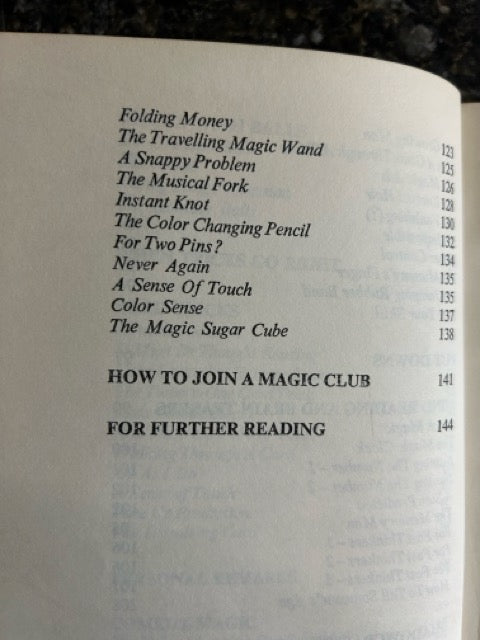 Folding Money 123
The Travelling Magic Wand 125
A Snappy Problem 126
The Musical Fork 128
Instant Knot 130
The Color Changing Pencil 132
For Two Pins? 134
Never Again 135
A Sense Of Touch 135
Color Sense 137
The Magic Sugar Cube 138
HOW TO JOIN A MAGIC CLUB 141
FOR FURTHER READING 144